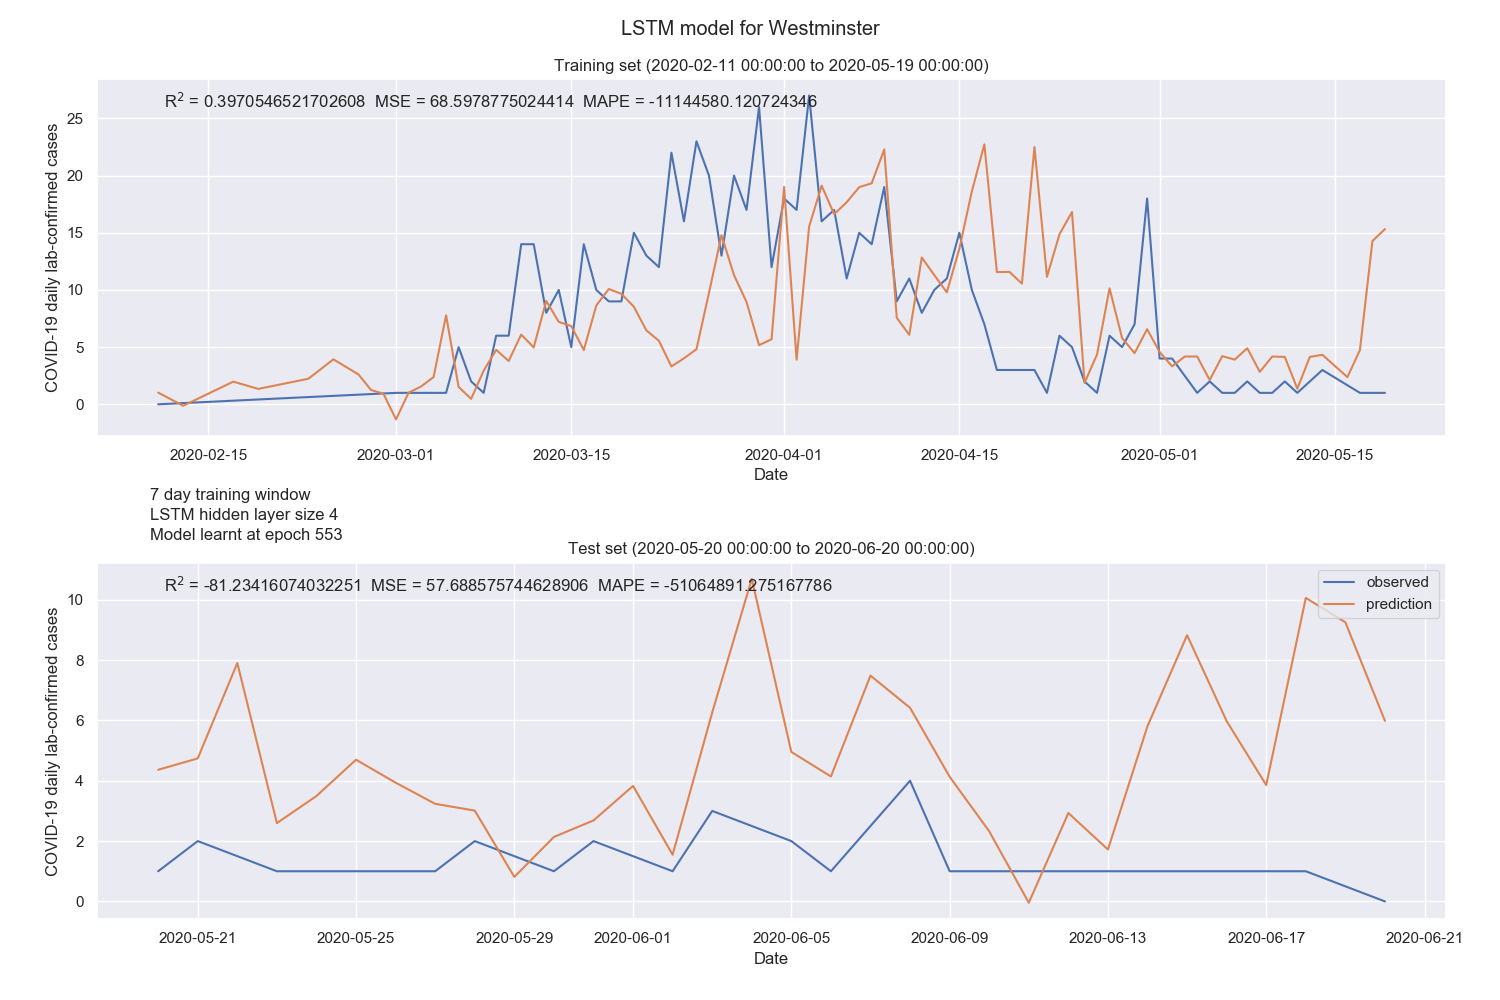 LSTM model for Westminster
Training set (2020-02-11 00:00:00 to 2020-05-19 00:00:00)
R² = 0.3970546521702608  MSE = 68.5978775024414  MAPE = -11144580.120724346
COVID-19 daily lab-confirmed cases
25
20
15
10
5
0
2020-02-15
2020-03-01
2020-03-15
2020-04-01
2020-04-15
2020-05-01
2020-05-15
Date
7 day training window
LSTM hidden layer size 4
Model learnt at epoch 553
Test set (2020-05-20 00:00:00 to 2020-06-20 00:00:00)
R² = -81.23416074032251  MSE = 57.688575744628906  MAPE = -51064891.275167786
observed
prediction
COVID-19 daily lab-confirmed cases
10
8
6
4
2
0
2020-05-21
2020-05-25
2020-05-29
2020-06-01
2020-06-05
2020-06-09
2020-06-13
2020-06-17
2020-06-21
Date